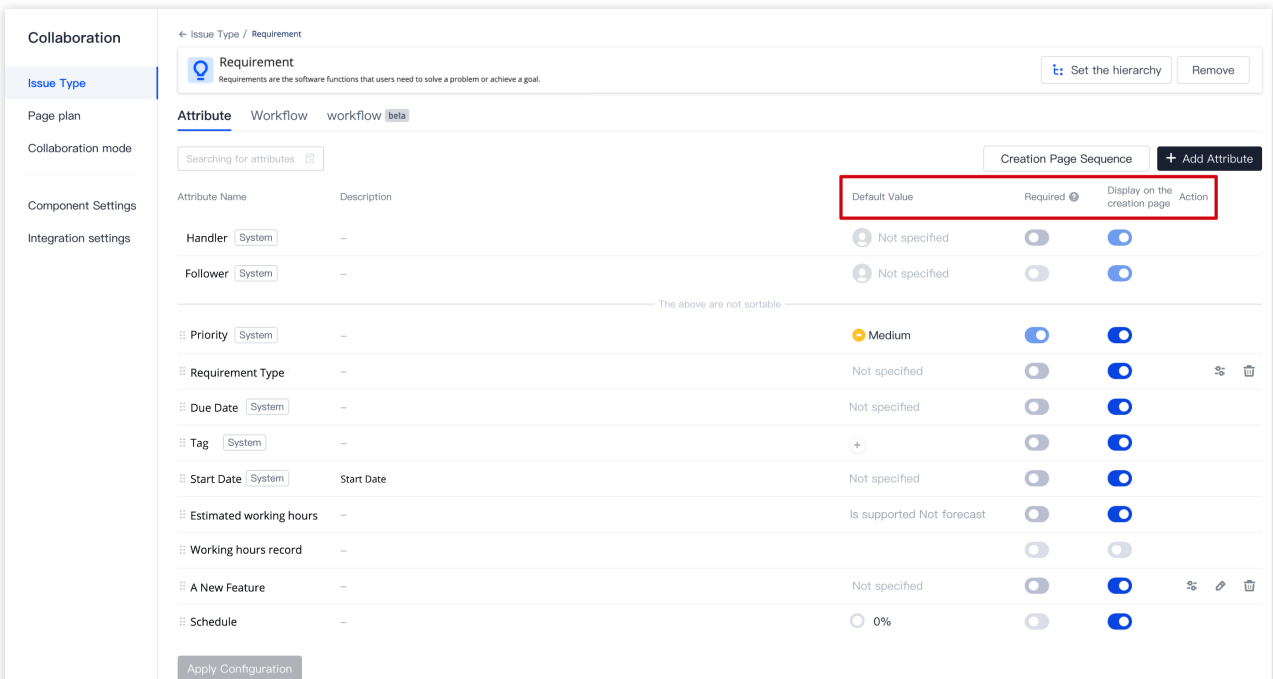 Collaboration
Issue Type
Page plan
Collaboration mode
Component Settings
Integration settings
← Issue Type / Requirement
Requirement
Requirements are the software functions that users need to solve a problem or achieve a goal.
Set the hierarchy
Remove
Attribute Workflow workflow beta
Searching for attributes
Creation Page Sequence
+ Add Attribute
Attribute Name Description Default Value Required ? Display on the creation page Action
Handler System – Not specified
Follower System – Not specified
The above are not sortable
Priority System – Medium
Requirement Type – Not specified
Due Date System – Not specified
Tag System – +
Start Date System Start Date Not specified
Estimated working hours – Is supported Not forecast
Working hours record –
A New Feature – Not specified
Schedule – 0%
Apply Configuration